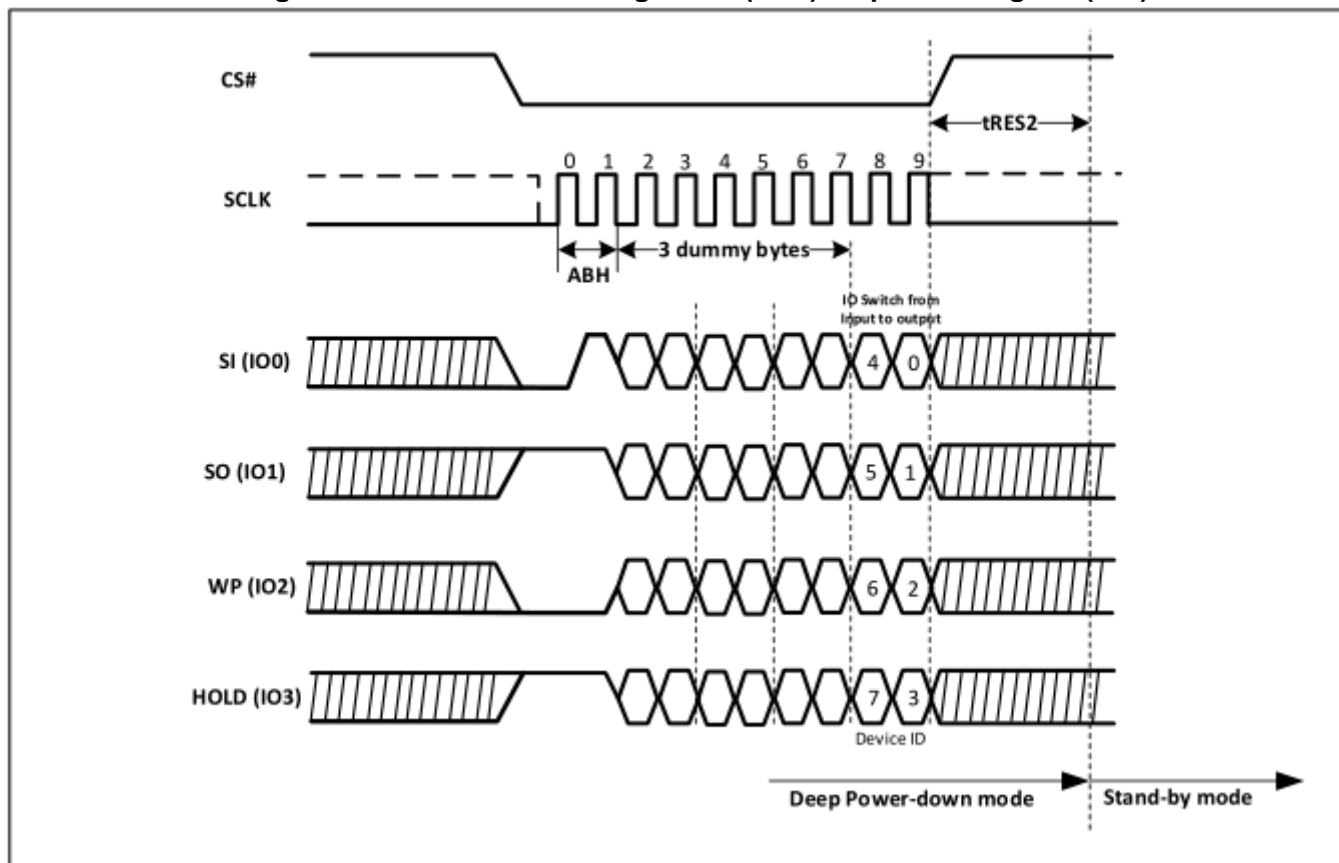 CS#
tRES2
0 1 2 3 4 5 6 7 8 9
SCLK
3 dummy bytes
ABH
IO Switch from
Input to output
SI (IO0)
4 0
SO (IO1)
5 1
WP (IO2)
6 2
HOLD (IO3)
7 3
Device ID
Deep Power-down mode
Stand-by mode